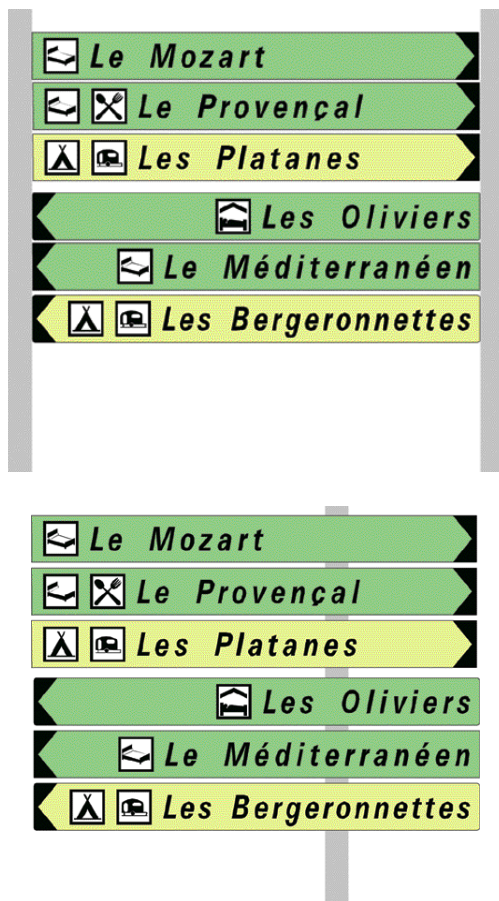 Le Mozart
Le Provençal
Les Platanes
Les Oliviers
Le Méditerranéen
Les Bergeronnettes
Le Mozart
Le Provençal
Les Platanes
Les Oliviers
Le Méditerranéen
Les Bergeronnettes